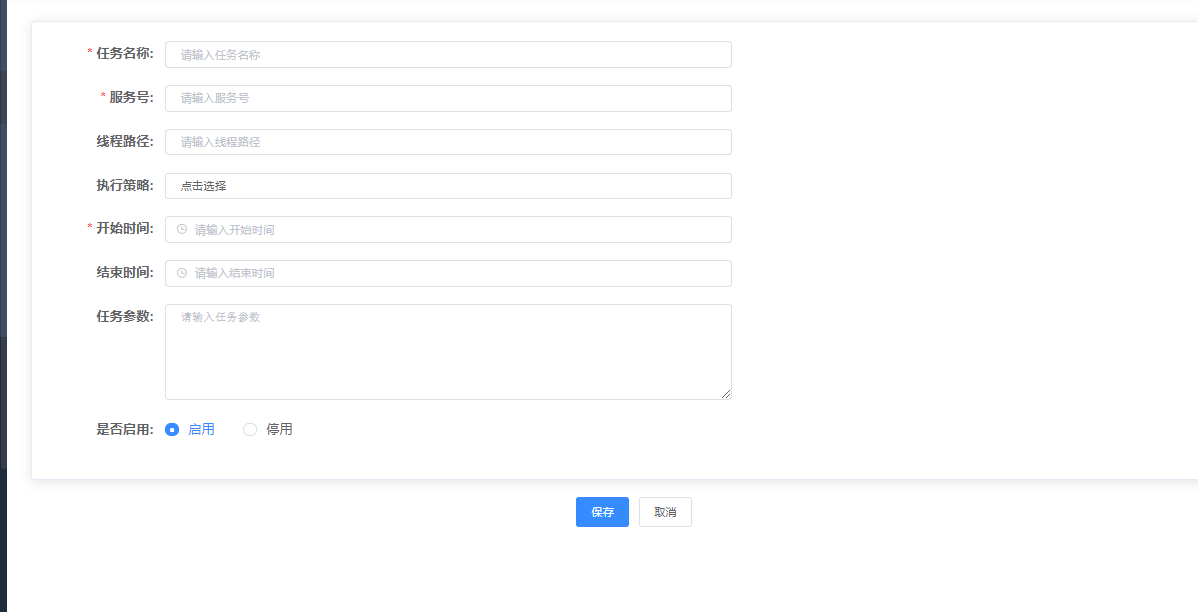 * 任务名称: 请输入任务名称
* 服务号: 请输入服务号
线程路径: 请输入线程路径
执行策略: 点击选择
* 开始时间: 请输入开始时间
结束时间: 请输入结束时间
任务参数: 请输入任务参数
是否启用: 启用 停用
保存 取消